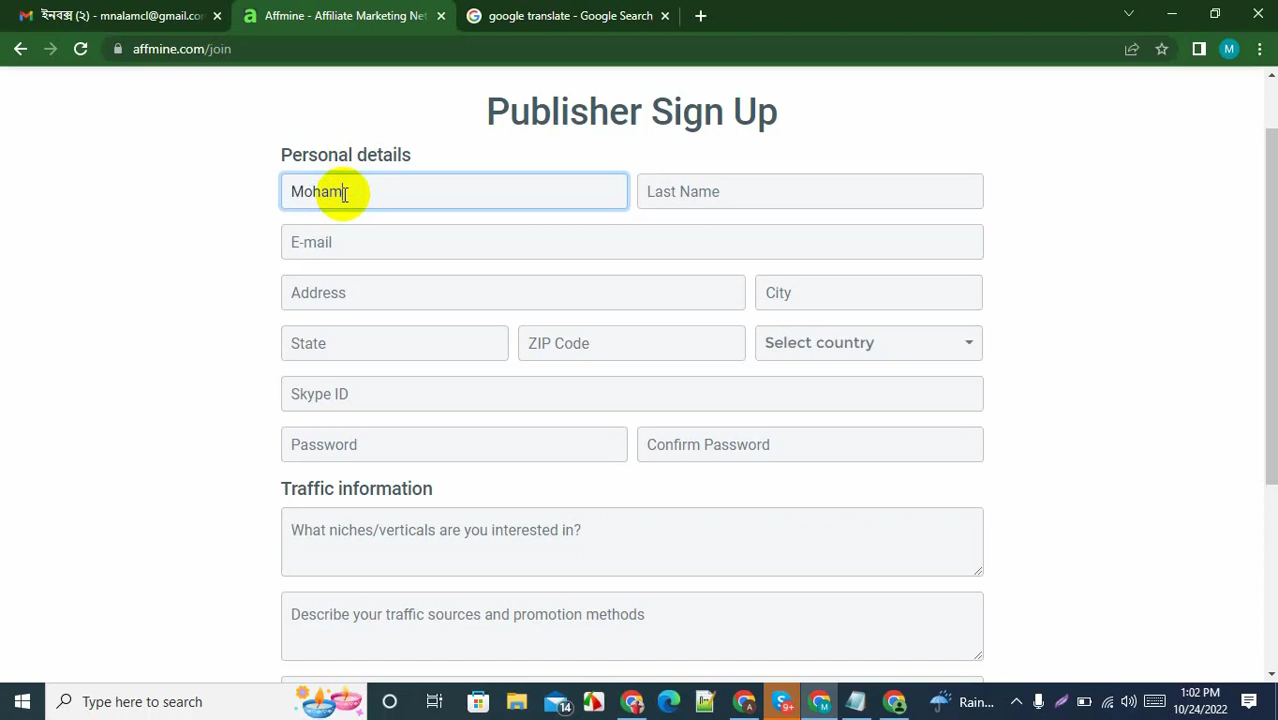 ইনবক্স (২) - mnalamcl@gmail.com
Affmine - Affiliate Marketing Net
google translate - Google Search
affmine.com/join
M
Publisher Sign Up
Personal details
Moham
Last Name
E-mail
Address
City
State
ZIP Code
Select country
Skype ID
Password
Confirm Password
Traffic information
What niches/verticals are you interested in?
Describe your traffic sources and promotion methods
Type here to search
14
9+
Rain...
1:02 PM
10/24/2022